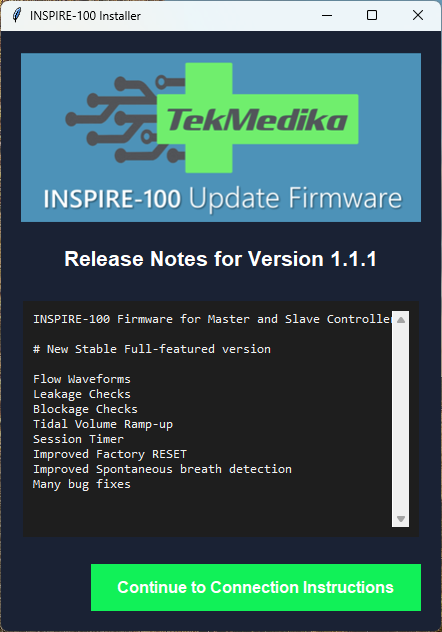 INSPIRE-100 Installer
TekMedika
INSPIRE-100 Update Firmware
Release Notes for Version 1.1.1
INSPIRE-100 Firmware for Master and Slave Controlle
# New Stable Full-featured version
Flow Waveforms
Leakage Checks
Blockage Checks
Tidal Volume Ramp-up
Session Timer
Improved Factory RESET
Improved Spontaneous breath detection
Many bug fixes
Continue to Connection Instructions